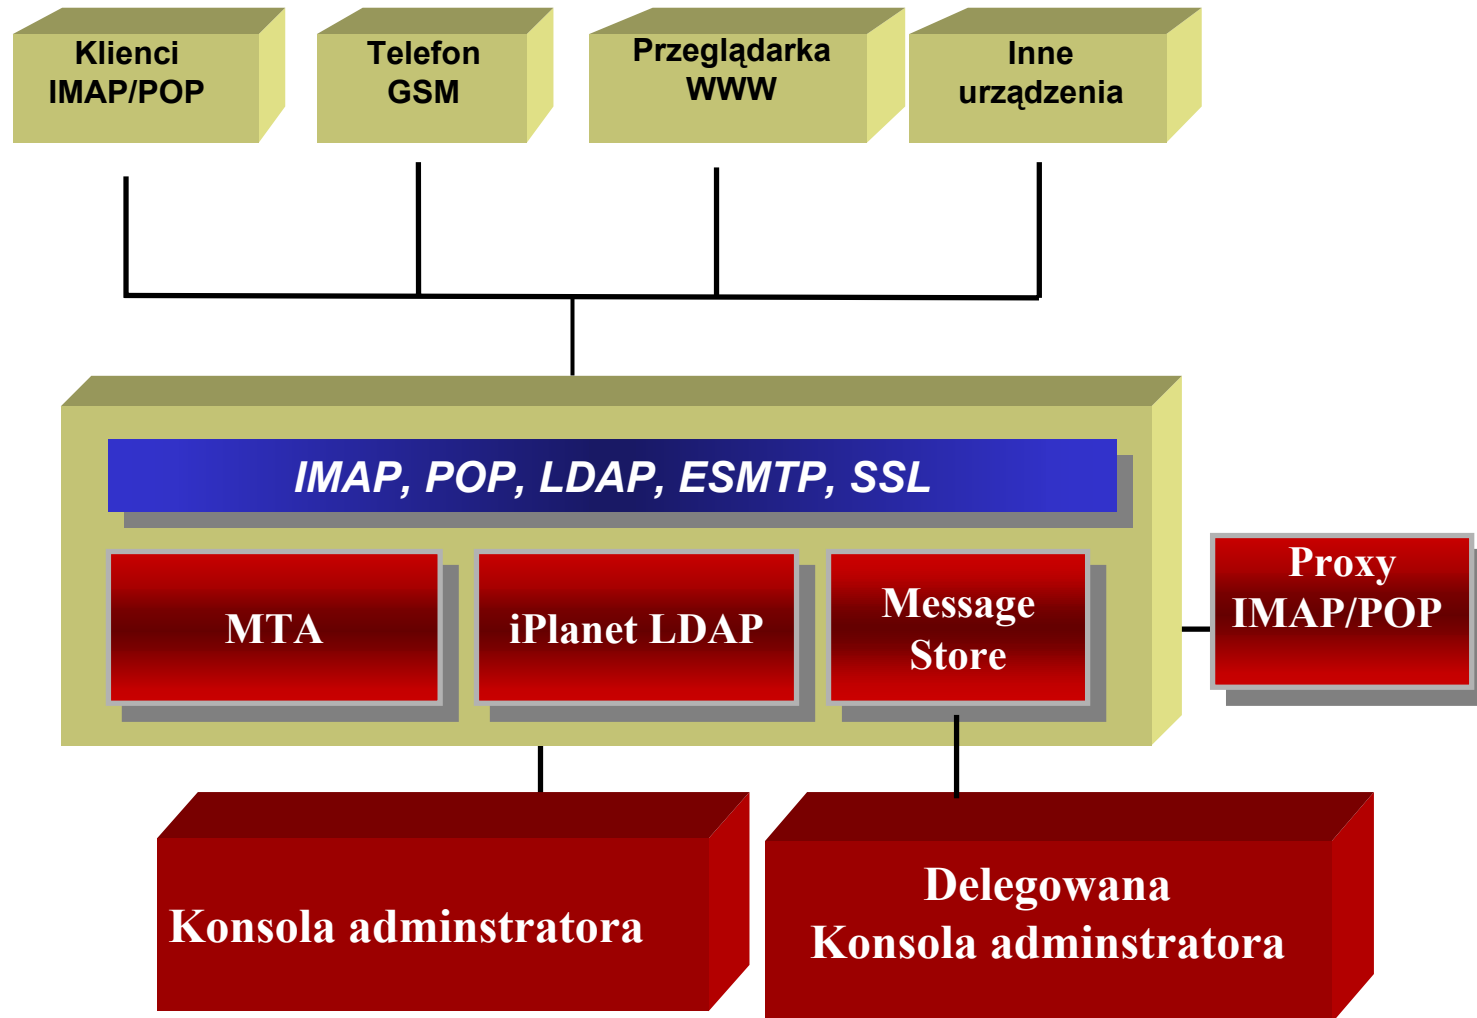 Klienci
IMAP/POP
Telefon
GSM
Przeglądarka
WWW
Inne
urządzenia
IMAP, POP, LDAP, ESMTP, SSL
MTA
iPlanet LDAP
Message
Store
Proxy
IMAP/POP
Konsola adminstratora
Delegowana
Konsola adminstratora